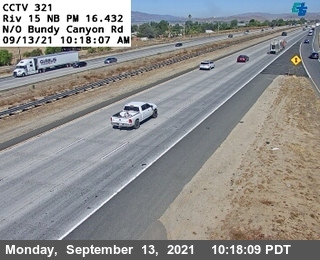 CCTV 321
Riv 15 NB PM 16.432
N/O Bundy Canyon Rd
09/13/21 10:18:07 AM
Monday, September 13, 2021 10:18:09 PDT